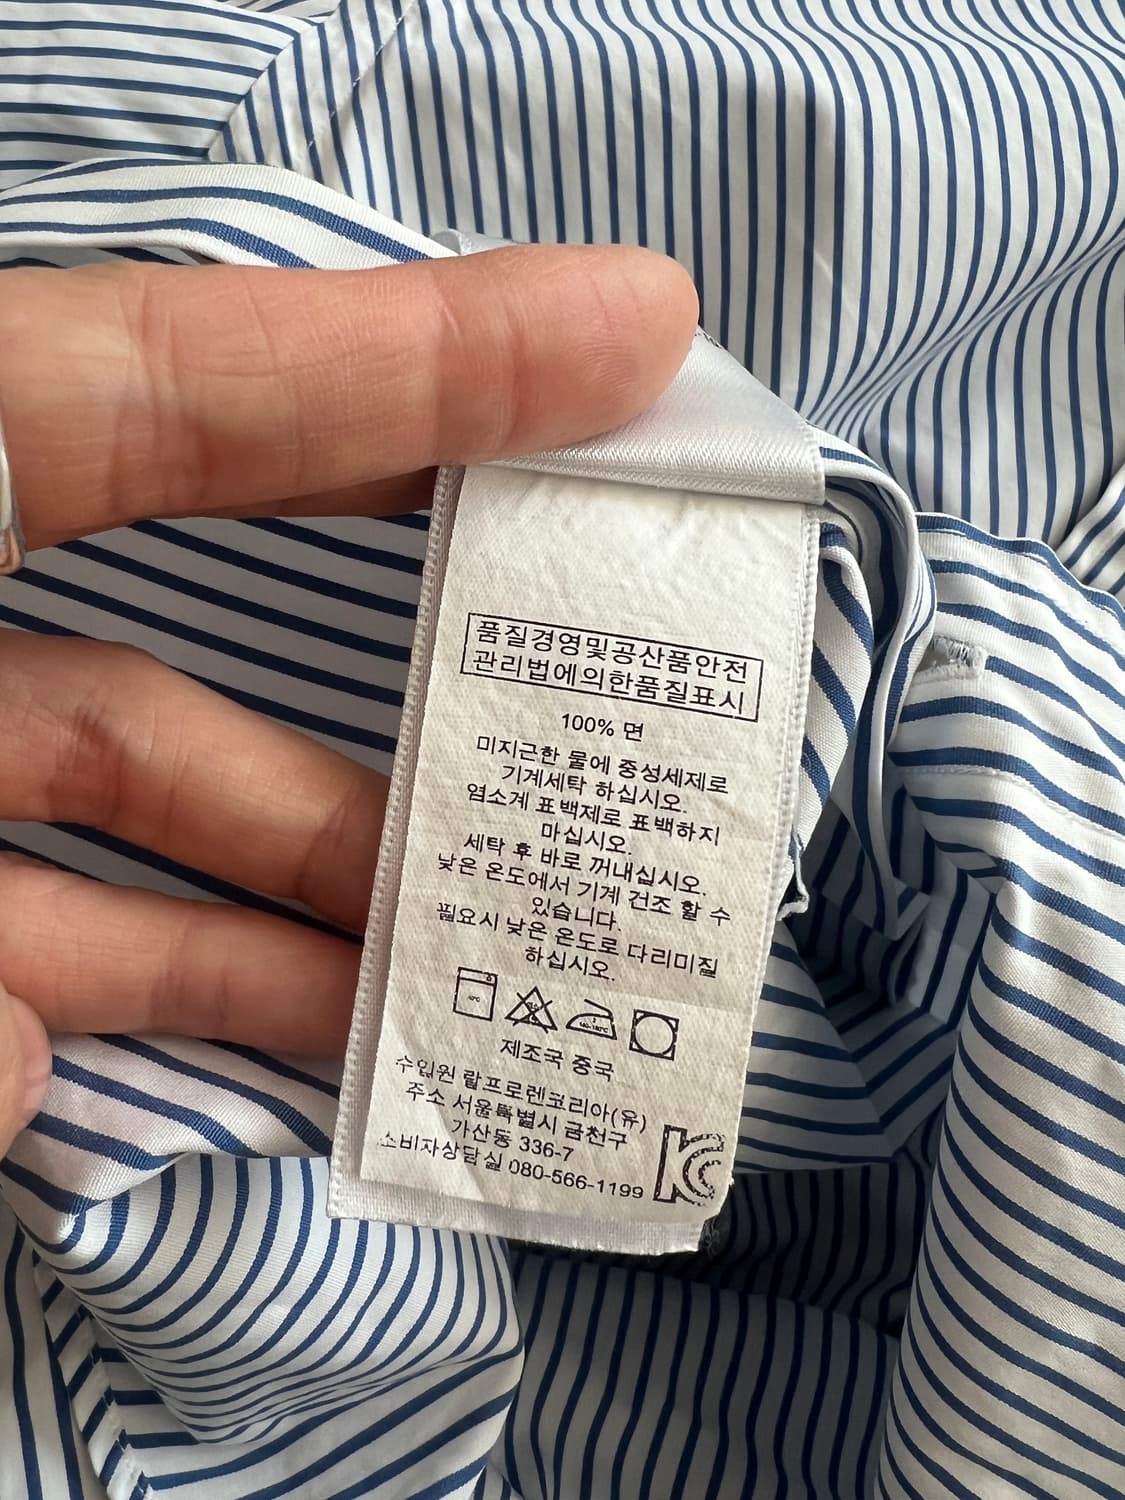 품질경영및공산품안전
관리법에의한품질표시
100% 면
미지근한 물에 중성세제로
기계세탁 하십시오.
염소계 표백제로 표백하지
마십시오.
세탁 후 바로 꺼내십시오.
낮은 온도에서 기계 건조 할 수
있습니다.
필요시 낮은 온도로 다리미질
하십시오.
40℃
제조국 중국
수입원 랄프로렌코리아(유)
주소 서울특별시 금천구
가산동 336-7
소비자상담실 080-566-1199